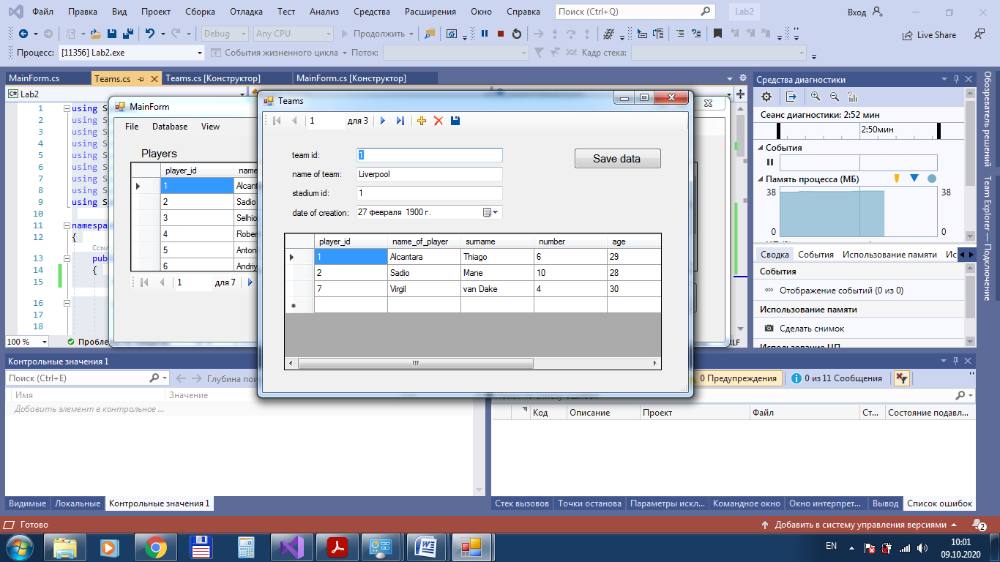 Файл Правка Вид Проект Сборка Отладка Тест Анализ Средства Расширения Окно Справка Поиск (Ctrl+Q) Lab2 Вход
Debug Any CPU Продолжить Live Share
Процесс: [11356] Lab2.exe События жизненного цикла Поток: Кадр стека:
MainForm.cs Teams.cs Teams.cs [Конструктор] MainForm.cs [Конструктор]
C# Lab2
1 using S
2 using S
3 using S
4 using S
5 using S
6 using S
7 using S
8 using S
9 using S
10
11 namespa
12 {
Ссыл
13 pub
14 {
15
16
17
18
100 % Пробле
MainForm
File Database View
Players
player_id name
1 Alcant
2 Sadio
3 Selhio
4 Rober
5 Antoni
6 Andriy
1 для 7
Teams
1 для 3
team id: 1
Save data
name of team: Liverpool
stadium id: 1
date of creation: 27 февраля 1900 г.
player_id name_of_player surname number age
1 Alcantara Thiago 6 29
2 Sadio Mane 10 28
7 Virgil van Dake 4 30
*
Средства диагностики
Сеанс диагностики: 2:52 мин
2:50мин
События
Память процесса (МБ)
38 38
0 0
Сводка События Использование памяти Ис
События
Отображение событий (0 из 0)
Использование памяти
Сделать снимок
Использование ЦП
Обозреватель решений
Team Explorer — Подключение
RLF
Контрольные значения 1
Поиск (Ctrl+E) Глубина пои
Имя Значение
Добавить элемент в контрольное ...
Видимые Локальные Контрольные значения 1
0 Предупреждения 0 из 11 Сообщения
Код Описание Проект Файл Ст... Состояние подавл...
Стек вызовов Точки останова Параметры искл... Командное окно Окно интерпрет... Вывод Список ошибок
Готово Добавить в систему управления версиями 2
EN 10:01
09.10.2020